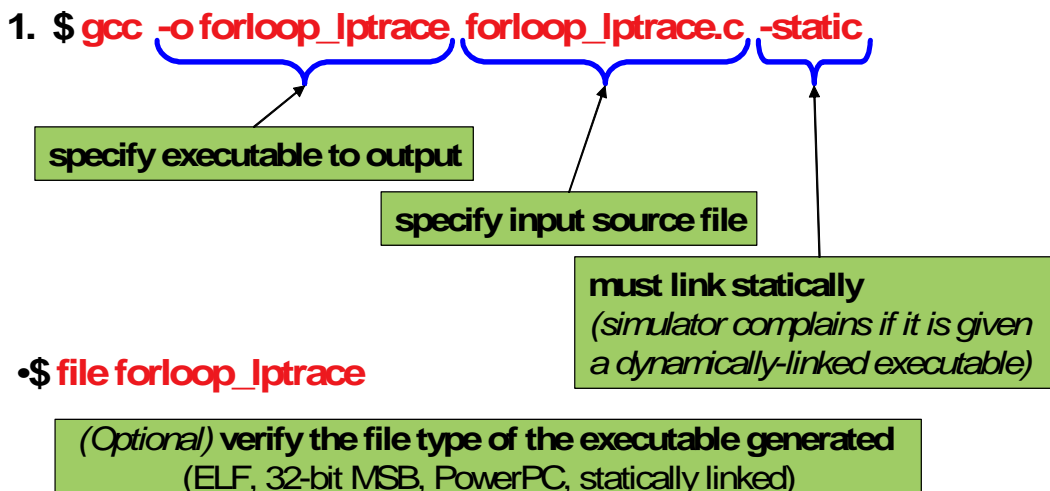 1. $ gcc -o forloop_lptrace forloop_lptrace.c -static
specify executable to output
specify input source file
must link statically
(simulator complains if it is given
a dynamically-linked executable)
•$ file forloop_lptrace
(Optional) verify the file type of the executable generated
(ELF, 32-bit MSB, PowerPC, statically linked)